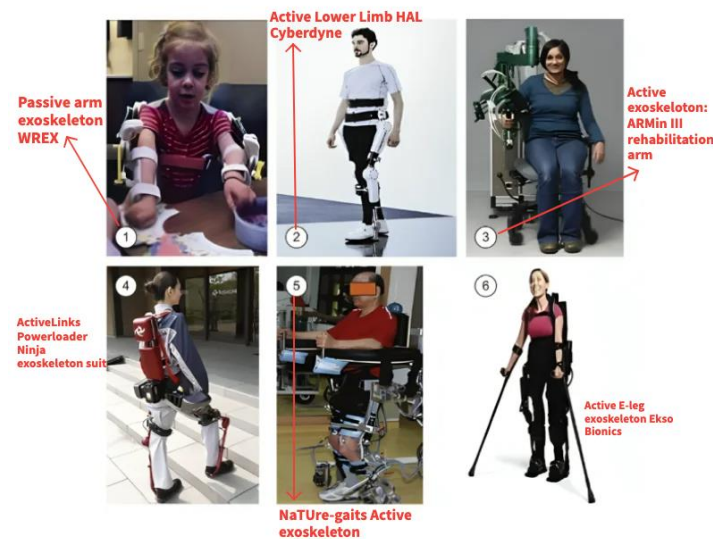 Active Lower Limb HAL
Cyberdyne
Passive arm
exoskeleton
WREX
Active
exoskeloton:
ARMin III
rehabilitation
arm
1
2
3
4
5
6
ActiveLinks
Powerloader
Ninja
exoskeleton suit
Active E-leg
exoskeleton Ekso
Bionics
NaTUre-gaits Active
exoskeleton